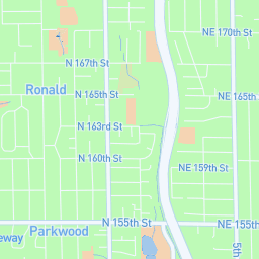 NE 170th St
N 167th St
Ronald
N 165th St
NE 165th
N 163rd St
N 160th St
NE 159th St
N 155th St
NE 155th
Parkwood
5th
eway